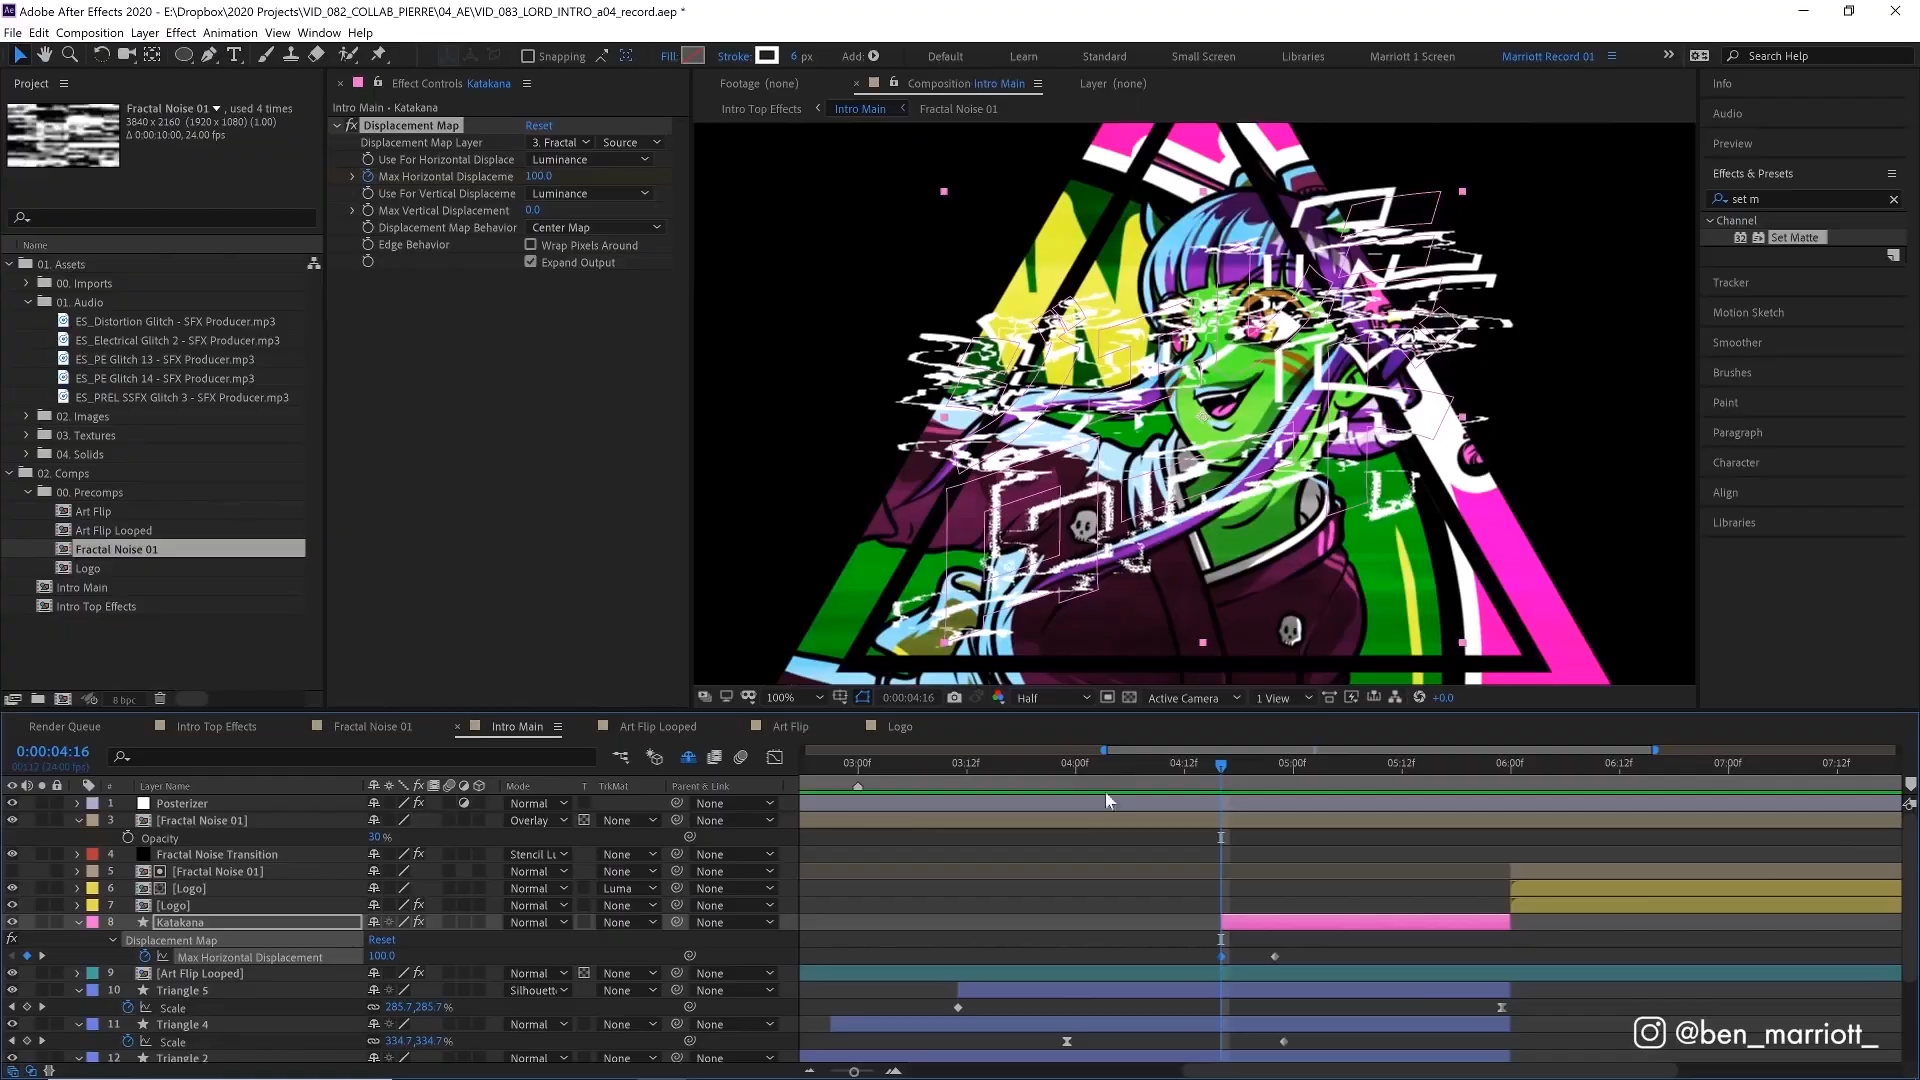 Adobe After Effects 2020 - E:\Dropbox\2020 Projects\VID_082_COLLAB_PIERRE\04_AE\VID_083_LORD_INTRO_a04_record.aep *
File Edit Composition Layer Effect Animation View Window Help
Snapping Fill: Stroke: 6 px Add: Default Learn Standard Small Screen Libraries Marriott 1 Screen Marriott Record 01 Search Help
Project
Fractal Noise 01 , used 4 times
3840 x 2160 (1920 x 1080) (1.00)
Δ 0:00:10:00, 24.00 fps
Name
01. Assets
00. Imports
01. Audio
ES_Distortion Glitch - SFX Producer.mp3
ES_Electrical Glitch 2 - SFX Producer.mp3
ES_PE Glitch 13 - SFX Producer.mp3
ES_PE Glitch 14 - SFX Producer.mp3
ES_PREL SSFX Glitch 3 - SFX Producer.mp3
02. Images
03. Textures
04. Solids
02. Comps
00. Precomps
Art Flip
Art Flip Looped
Fractal Noise 01
Logo
Intro Main
Intro Top Effects
8 bpc
Effect Controls Katakana
Intro Main • Katakana
fx Displacement Map Reset
Displacement Map Layer 3. Fractal Source
Use For Horizontal Displace Luminance
Max Horizontal Displaceme 100.0
Use For Vertical Displaceme Luminance
Max Vertical Displacement 0.0
Displacement Map Behavior Center Map
Edge Behavior Wrap Pixels Around
Expand Output
Footage (none) Composition Intro Main Layer (none)
Intro Top Effects Intro Main Fractal Noise 01
100% 0:00:04:16 Half Active Camera 1 View +0.0
Info
Audio
Preview
Effects & Presets
set m
Channel
32 Set Matte
Tracker
Motion Sketch
Smoother
Brushes
Paint
Paragraph
Character
Align
Libraries
Render Queue Intro Top Effects Fractal Noise 01 Intro Main Art Flip Looped Art Flip Logo
0:00:04:16
00112 (24.00 fps)
03:00f 03:12f 04:00f 04:12f 05:00f 05:12f 06:00f 06:12f 07:00f 07:12f
# Layer Name Mode T TrkMat Parent & Link
1 Posterizer fx Normal None
3 [Fractal Noise 01] Overlay None None
Opacity 30 %
4 Fractal Noise Transition fx Stencil Lu None None
5 [Fractal Noise 01] Normal None None
6 [Logo] Normal Luma None
7 [Logo] fx Normal None None
8 Katakana fx Normal None None
fx Displacement Map Reset
Max Horizontal Displacement 100.0
9 [Art Flip Looped] fx Normal None None
10 Triangle 5 Silhouett None None
Scale 285.7,285.7 %
11 Triangle 4 Normal None None
Scale 334.7,334.7 %
12 Triangle 2 Normal None None
@ben_marriott_